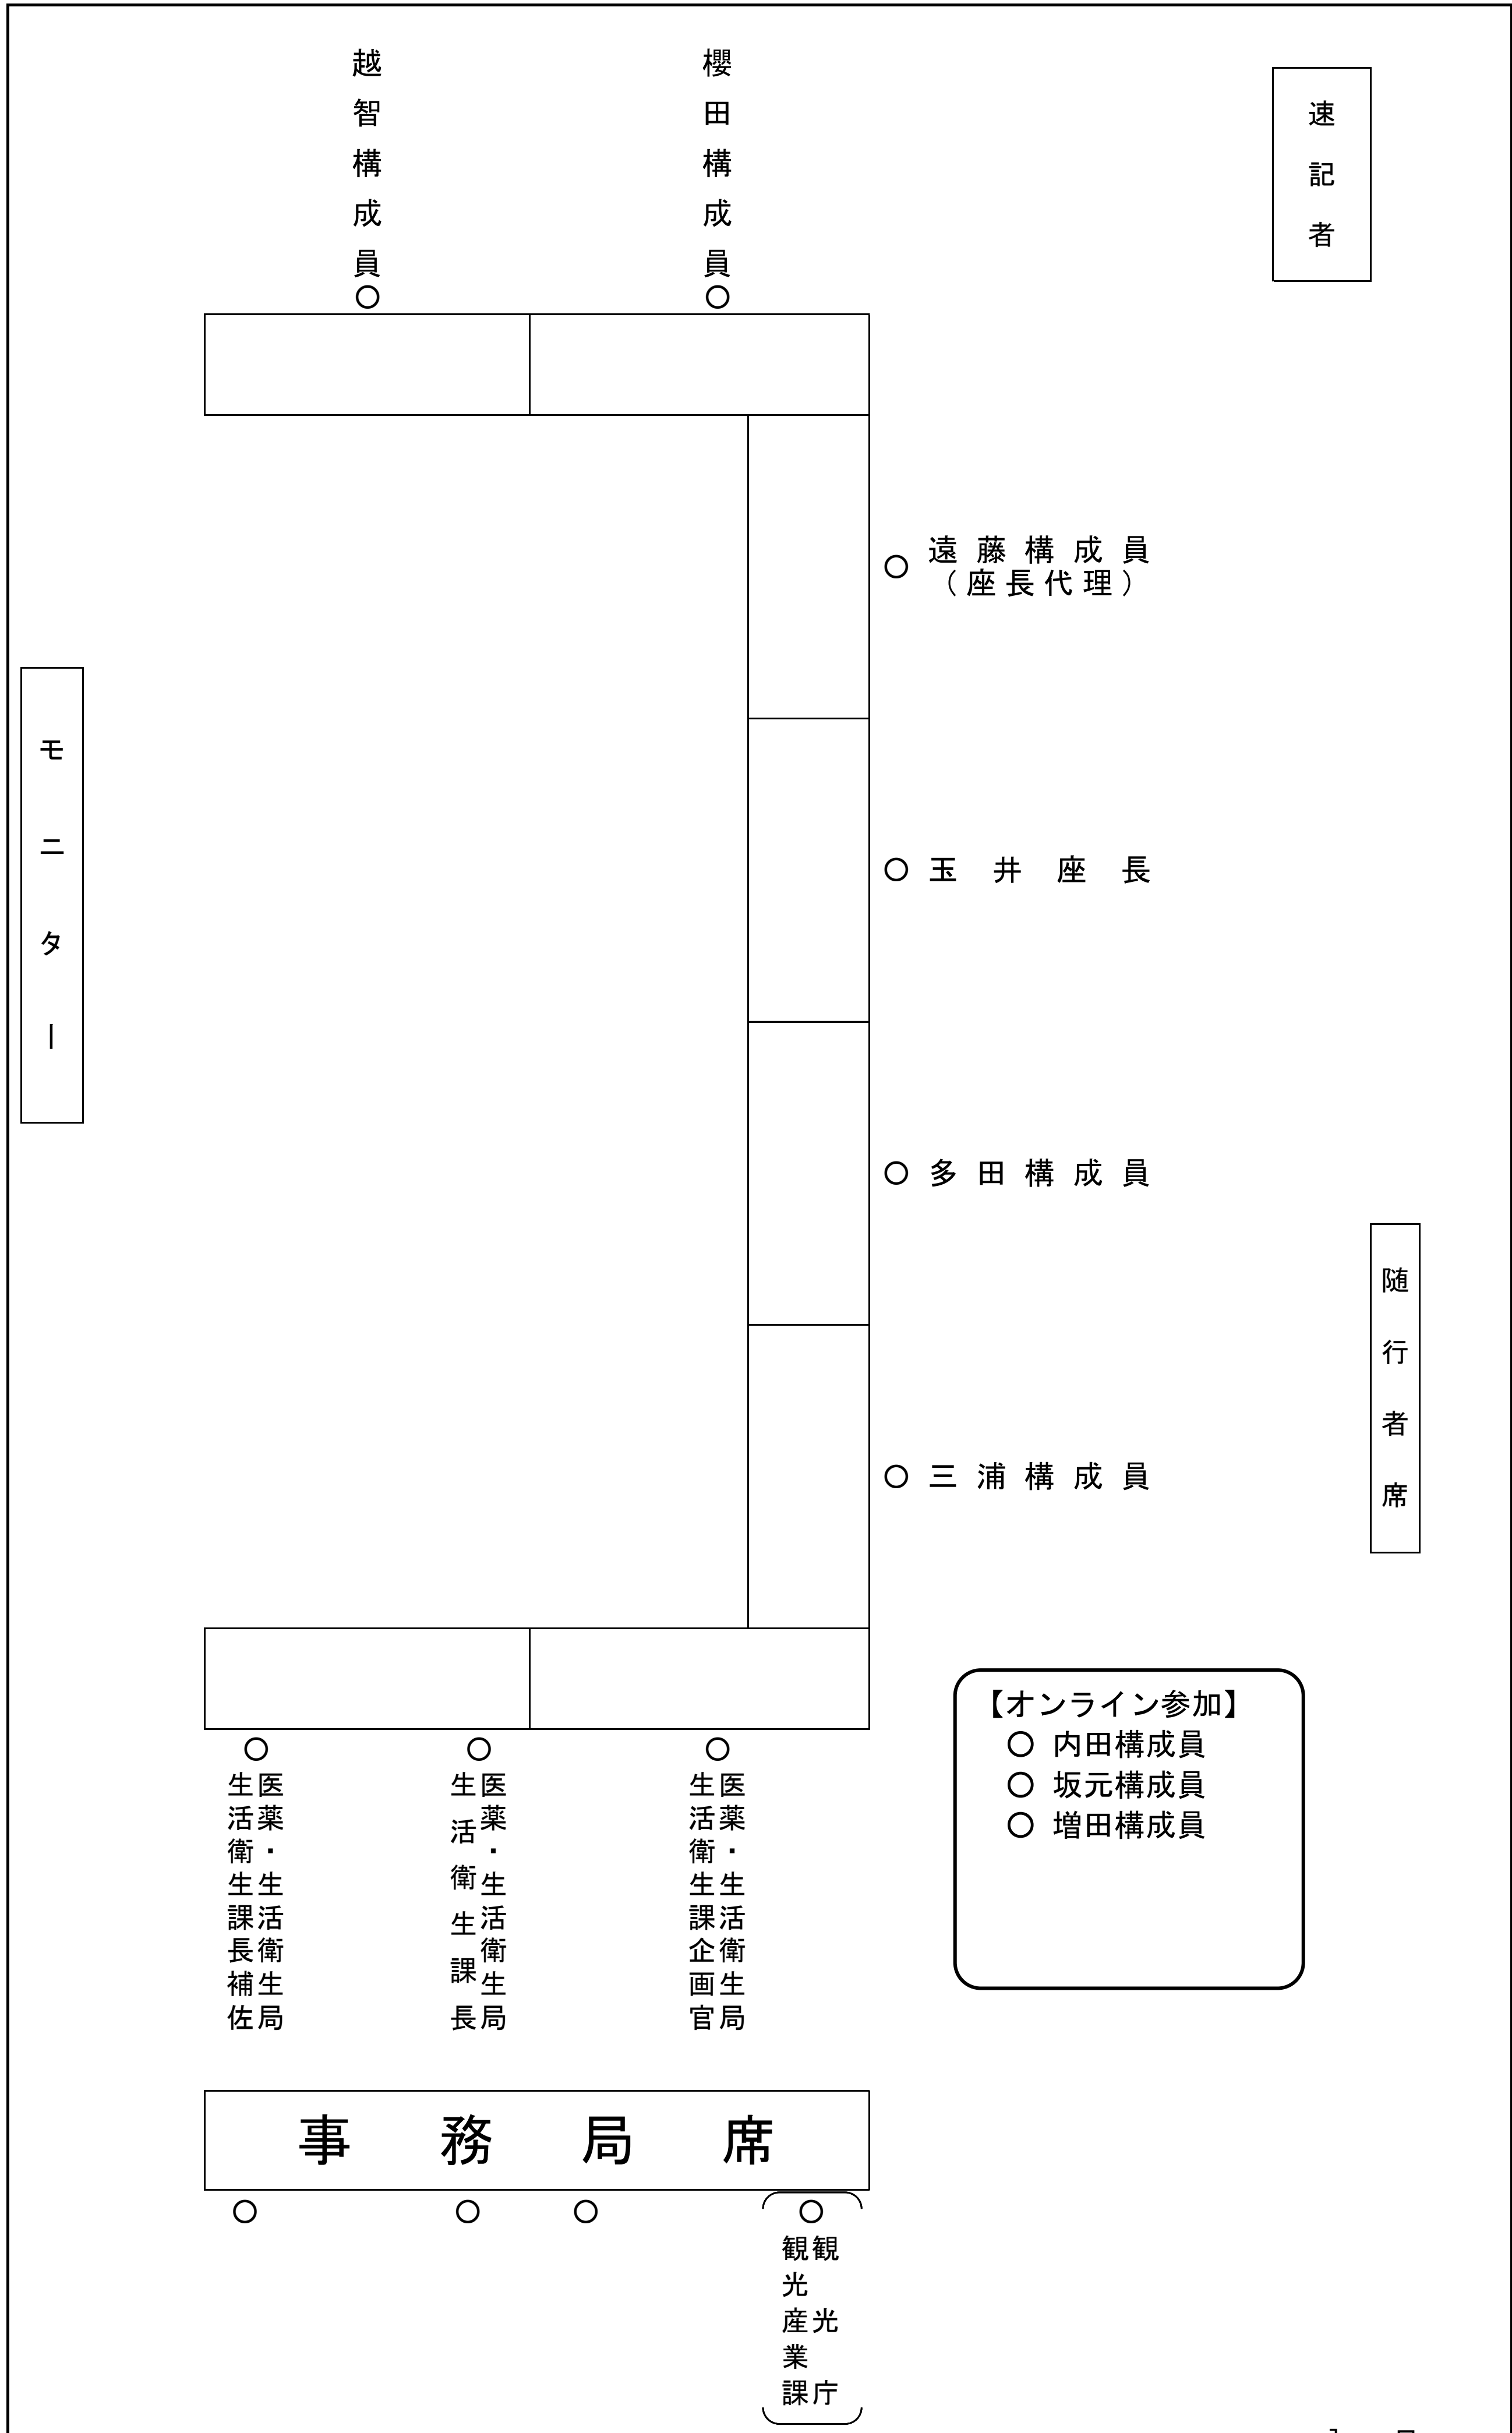 越智構成員
櫻田構成員
速記者
遠藤構成員
（座長代理）
モニター
玉井座長
多田構成員
随行者席
三浦構成員
【オンライン参加】
○ 内田構成員
○ 坂元構成員
○ 増田構成員
医薬・生活衛生局
生活衛生課長補佐
医薬・生活衛生局
生活衛生課長
医薬・生活衛生局
生活衛生課企画官
事務局席
観光庁
観光産業課